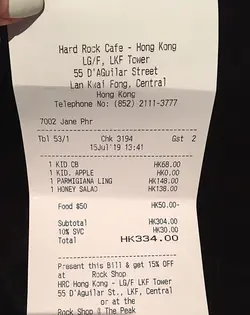 Hard Rock Cafe - Hong Kong
LG/F, LKF Tower
55 D'Aguilar Street
Lan Kwai Fong, Central
Hong Kong
Telephone No: (852) 2111-3777
7002 Jane Phr
Tbl 53/1 Chk 3194 Gst 2
15Jul'19 13:41
1 KID CB HK68.00
1 KID. APPLE HK0.00
1 PARMIGIANA LING HK148.00
1 HONEY SALAD HK138.00
Food $50 HK50.00-
Subtotal HK304.00
10% SVC HK30.00
Total HK334.00
Present this Bill & get 15% OFF
at Rock Shop
HRC Hong Kong - LG/F LKF Tower
55 D'Aguilar St., LKF, Central
or at the
Rock Shop @ The Peak